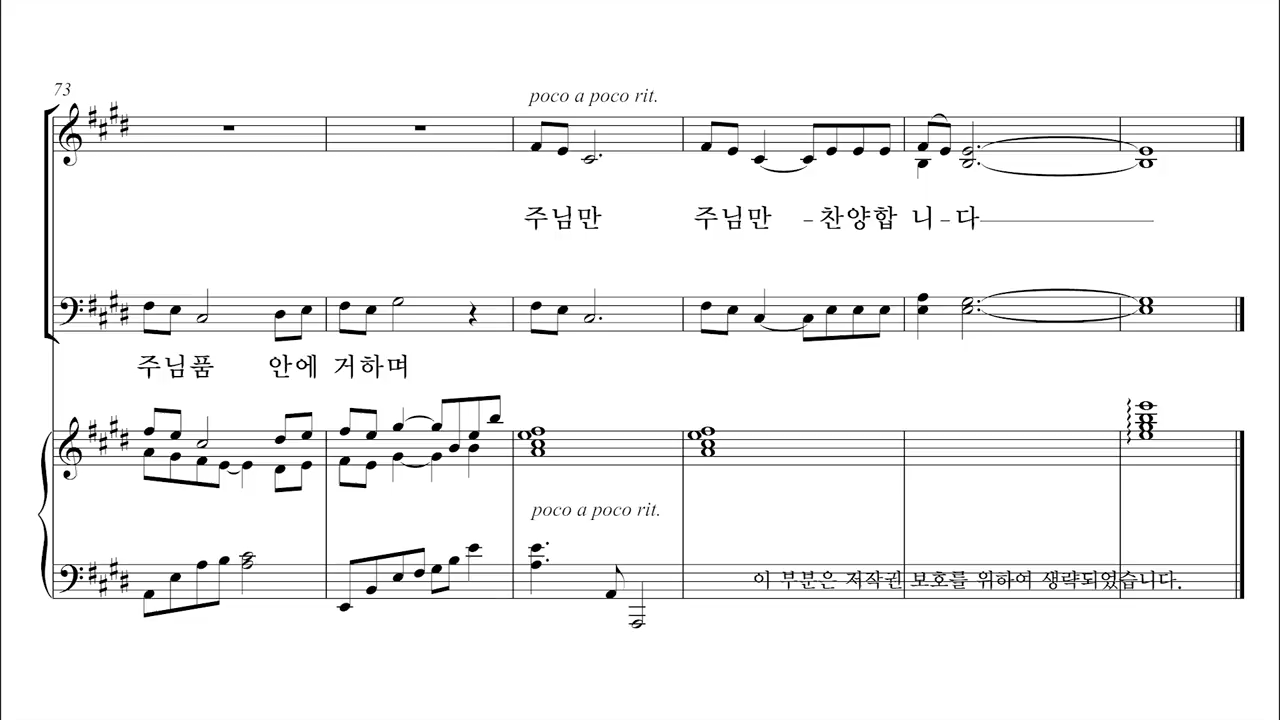 73
poco a poco rit.
주님만 주님만 - 찬양합 니 - 다
주님품 안에 거하며
poco a poco rit.
이 부분은 저작권 보호를 위하여 생략되었습니다.